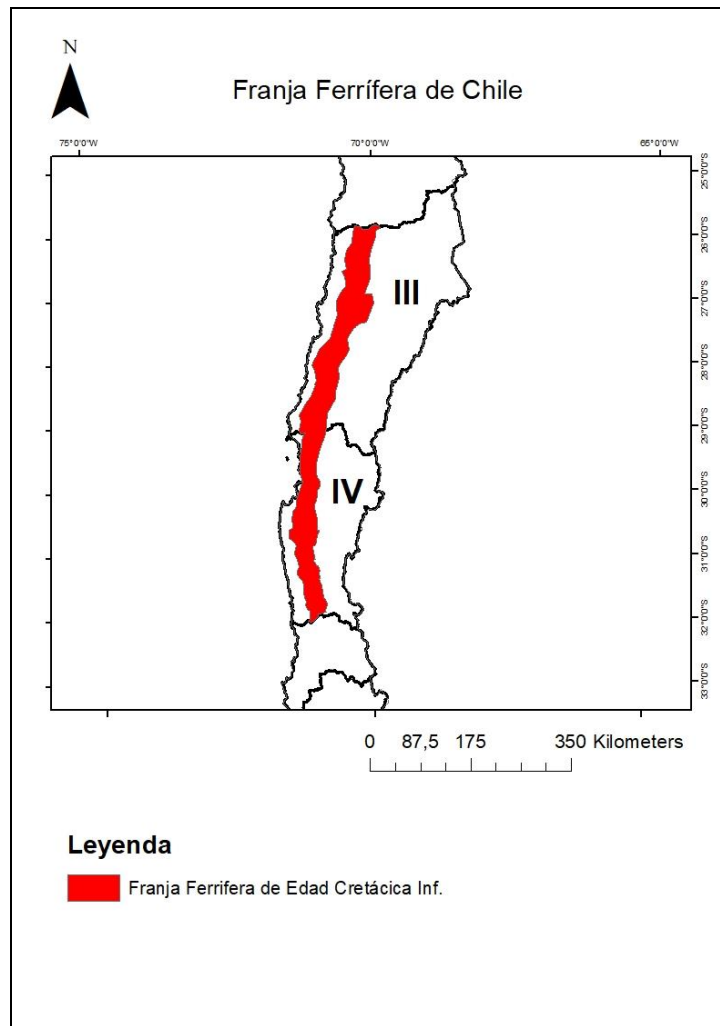 N
Franja Ferrífera de Chile
75°0'0"W 70°0'0"W 65°0'0"W
25°0'0"S
26°0'0"S
III
27°0'0"S
28°0'0"S
29°0'0"S
IV
30°0'0"S
31°0'0"S
32°0'0"S
33°0'0"S
0 87,5 175 350 Kilometers
Leyenda
Franja Ferrifera de Edad Cretácica Inf.